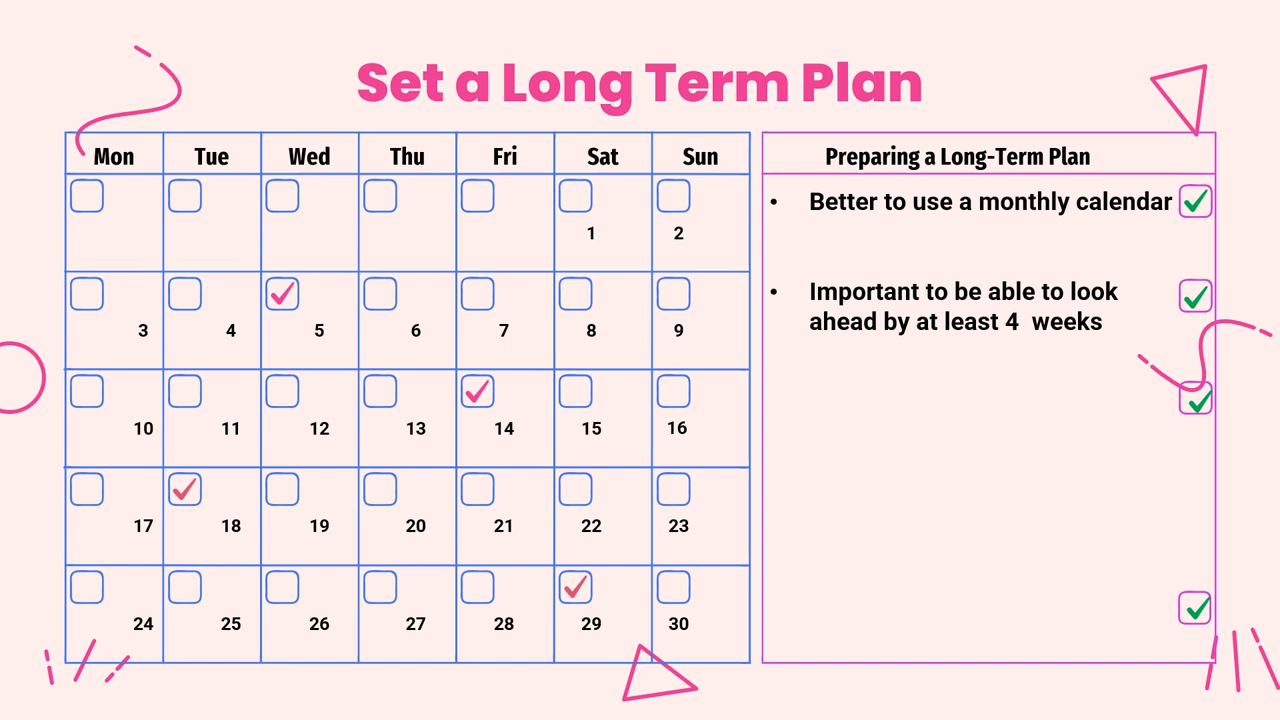 Set a Long Term Plan
Mon Tue Wed Thu Fri Sat Sun
1 2
3 4 5 6 7 8 9
10 11 12 13 14 15 16
17 18 19 20 21 22 23
24 25 26 27 28 29 30
Preparing a Long-Term Plan
• Better to use a monthly calendar
• Important to be able to look
ahead by at least 4 weeks